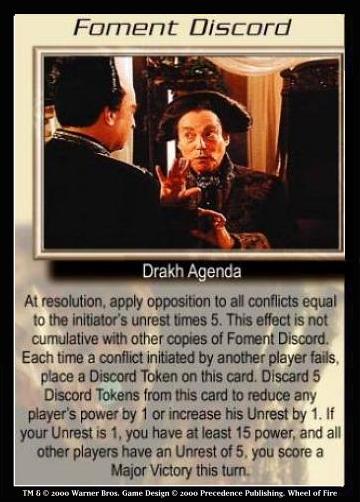 Foment Discord
Drakh Agenda
At resolution, apply opposition to all conflicts equal
to the initiator's unrest times 5. This effect is not
cumulative with other copies of Foment Discord.
Each time a conflict initiated by another player fails,
place a Discord Token on this card. Discard 5
Discord Tokens from this card to reduce any
player's power by 1 or increase his Unrest by 1. If
your Unrest is 1, you have at least 15 power, and all
other players have an Unrest of 5, you score a
Major Victory this turn.
TM & © 2000 Warner Bros. Game Design © 2000 Precedence Publishing. Wheel of Fire